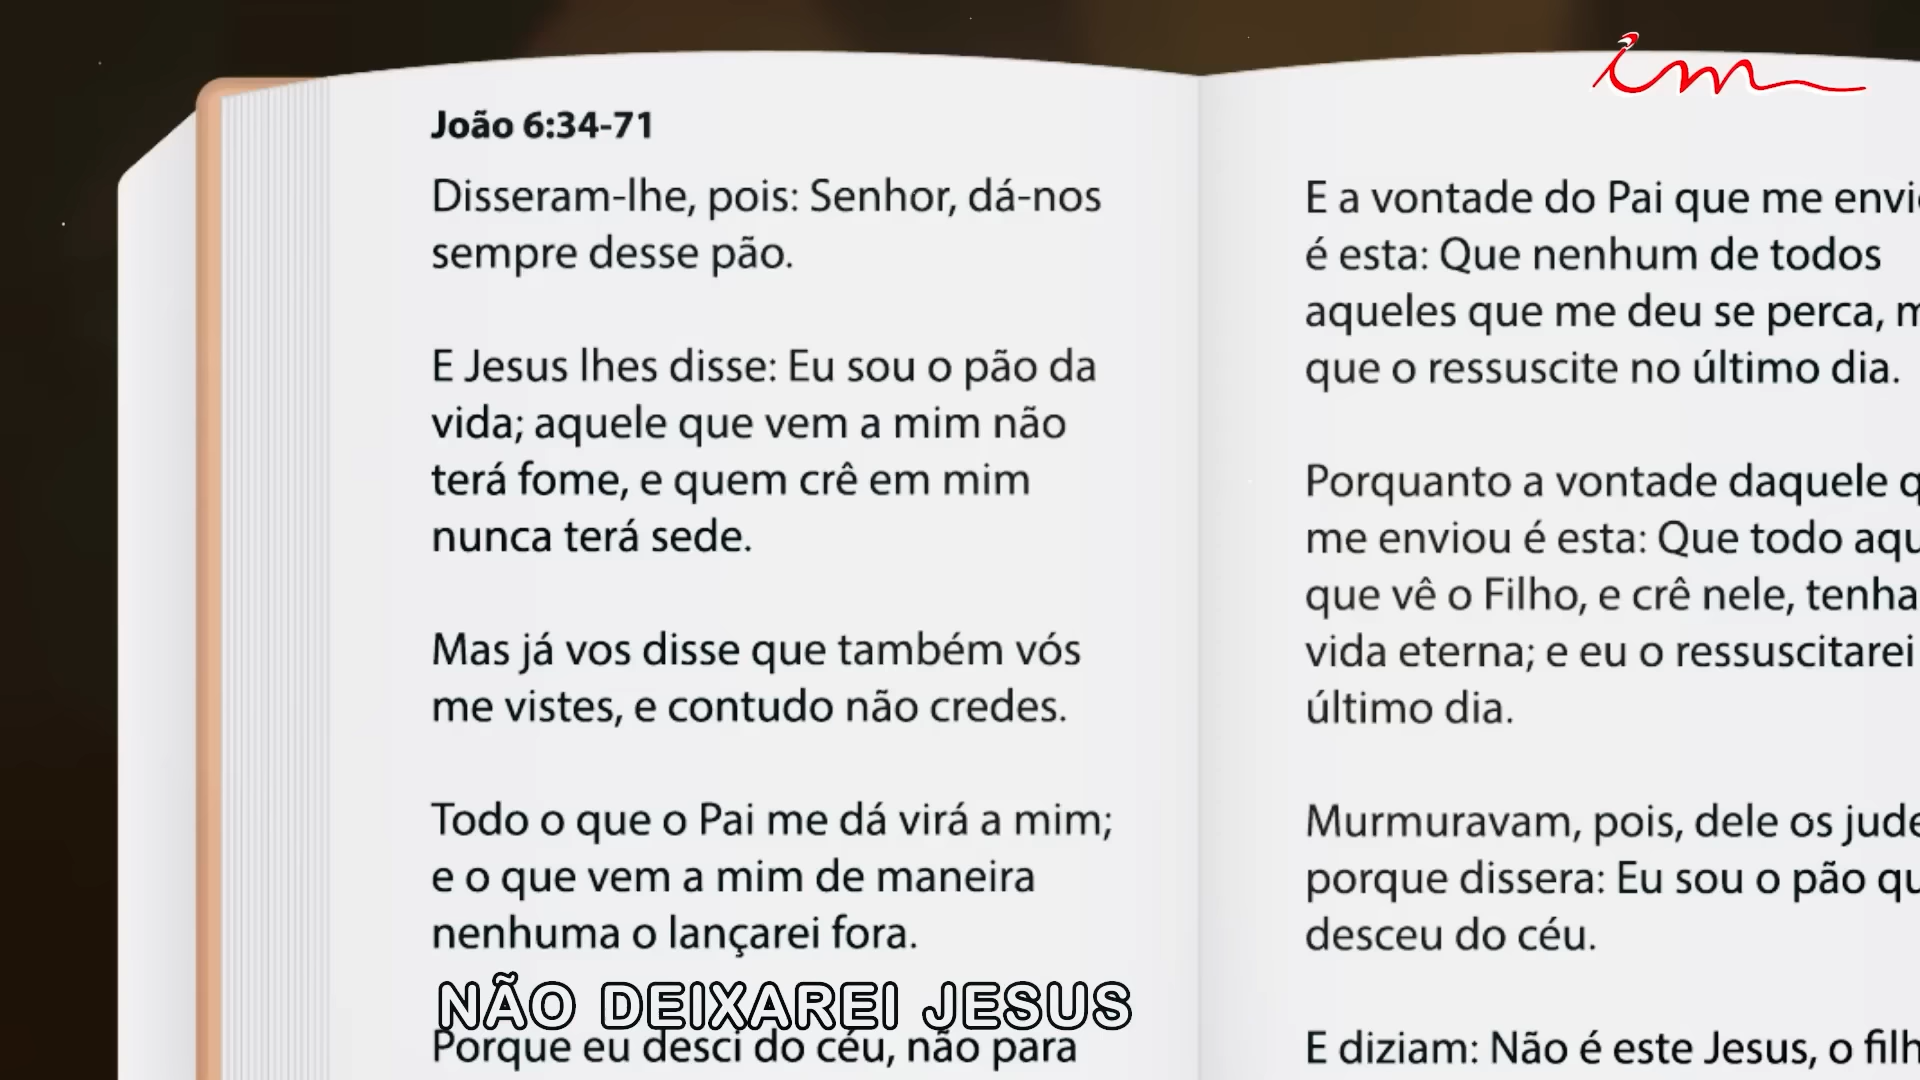 im
João 6:34-71
Disseram-lhe, pois: Senhor, dá-nos
sempre desse pão.
E Jesus lhes disse: Eu sou o pão da
vida; aquele que vem a mim não
terá fome, e quem crê em mim
nunca terá sede.
Mas já vos disse que também vós
me vistes, e contudo não credes.
Todo o que o Pai me dá virá a mim;
e o que vem a mim de maneira
nenhuma o lançarei fora.
NÃO DEIXAREI JESUS
Porque eu desci do céu, não para
E a vontade do Pai que me
é esta: Que nenhum de todos
aqueles que me deu se perca,
que o ressuscite no último dia.
Porquanto a vontade daquele
me enviou é esta: Que todo
que vê o Filho, e crê nele, tenha
vida eterna; e eu o ressuscitarei
último dia.
Murmuravam, pois, dele os
porque dissera: Eu sou o pão
desceu do céu.
E diziam: Não é este Jesus, o